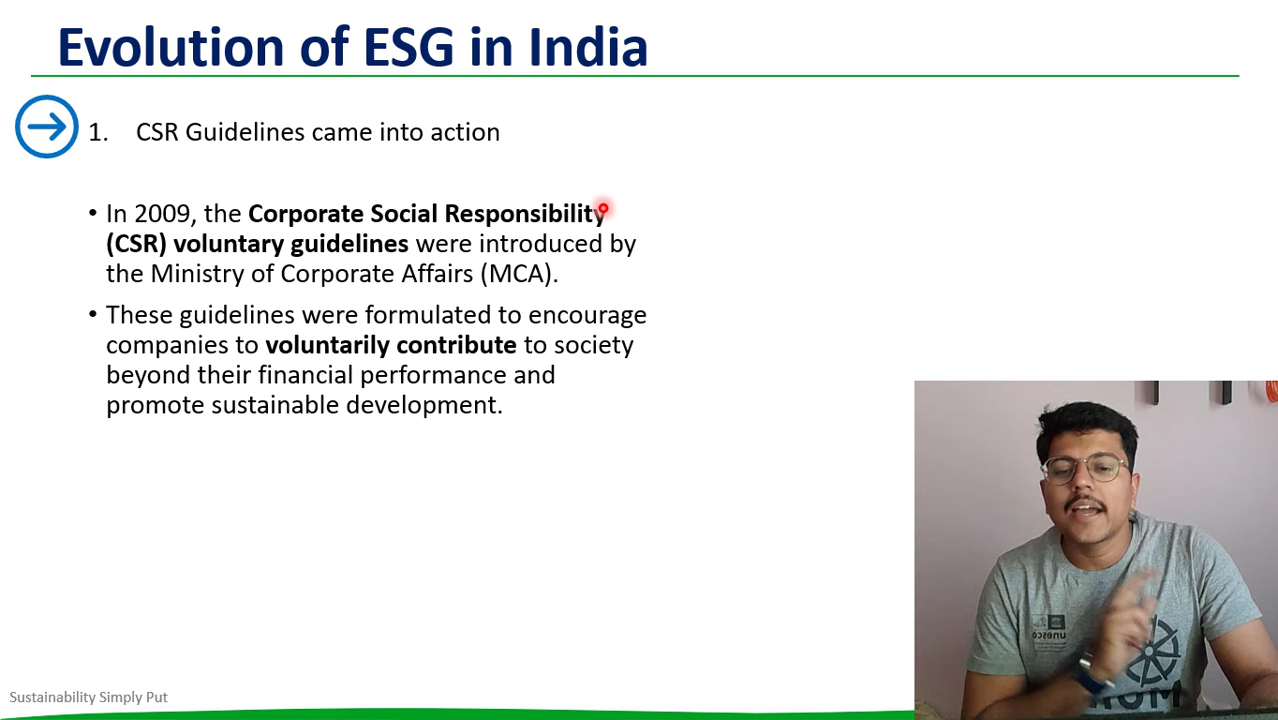 Evolution of ESG in India
1. CSR Guidelines came into action
• In 2009, the Corporate Social Responsibility
(CSR) voluntary guidelines were introduced by
the Ministry of Corporate Affairs (MCA).
• These guidelines were formulated to encourage
companies to voluntarily contribute to society
beyond their financial performance and
promote sustainable development.
unesco
Sustainability Simply Put